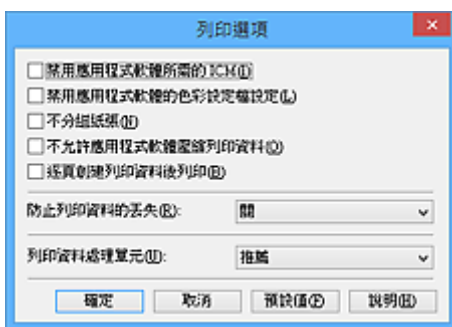 列印選項
禁用應用程式軟體所需的 ICM(I)
禁用應用程式軟體的色彩設定檔設定(L)
不分組紙張(N)
不允許應用程式軟體壓縮列印資料(O)
逐頁創建列印資料後列印(B)
防止列印資料的丟失(R): 關
列印資料處理單元(U): 推薦
確定 取消 預設值(F) 說明(H)